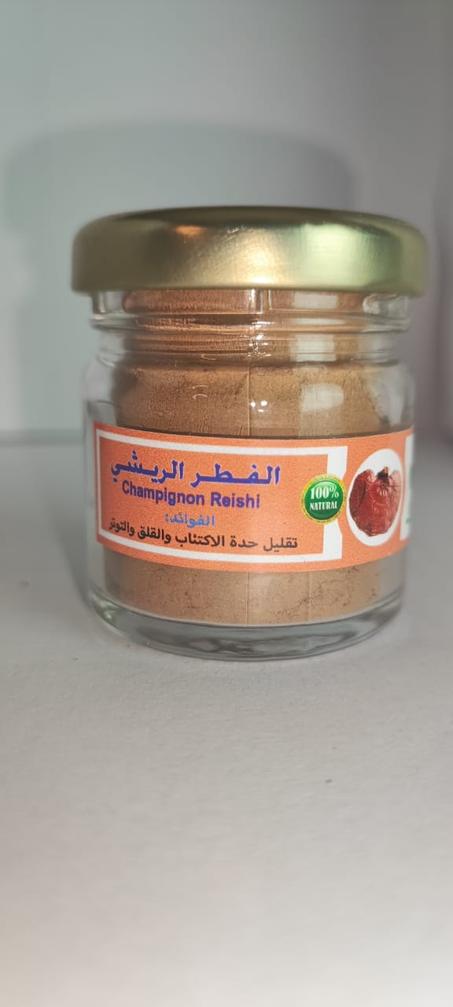 الفطر الريشي
Champignon Reishi
الفوائد:
تقليل حدة الاكتئاب والقلق والتوتر
100%
NATURAL